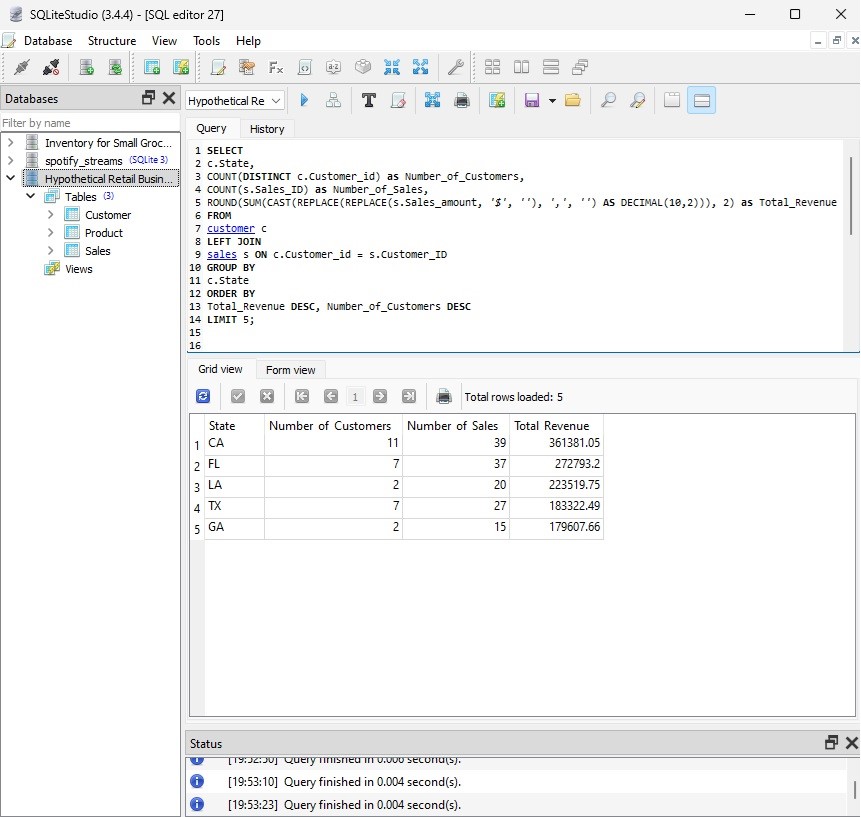 SQLiteStudio (3.4.4) - [SQL editor 27]
Database Structure View Tools Help
Databases
Filter by name
Inventory for Small Groc...
spotify_streams (SQLite 3)
Hypothetical Retail Busin...
Tables (3)
Customer
Product
Sales
Views
Hypothetical Re
Query History
1 SELECT
2 c.State,
3 COUNT(DISTINCT c.Customer_id) as Number_of_Customers,
4 COUNT(s.Sales_ID) as Number_of_Sales,
5 ROUND(SUM(CAST(REPLACE(REPLACE(s.Sales_amount, '$', ''), ',', '') AS DECIMAL(10,2))), 2) as Total_Revenue
6 FROM
7 customer c
8 LEFT JOIN
9 sales s ON c.Customer_id = s.Customer_ID
10 GROUP BY
11 c.State
12 ORDER BY
13 Total_Revenue DESC, Number_of_Customers DESC
14 LIMIT 5;
15
16
Grid view Form view
1 Total rows loaded: 5
State Number of Customers Number of Sales Total Revenue
1 CA 11 39 361381.05
2 FL 7 37 272793.2
3 LA 2 20 223519.75
4 TX 7 27 183322.49
5 GA 2 15 179607.66
Status
[19:52:50] Query finished in 0.006 second(s).
[19:53:10] Query finished in 0.004 second(s).
[19:53:23] Query finished in 0.004 second(s).